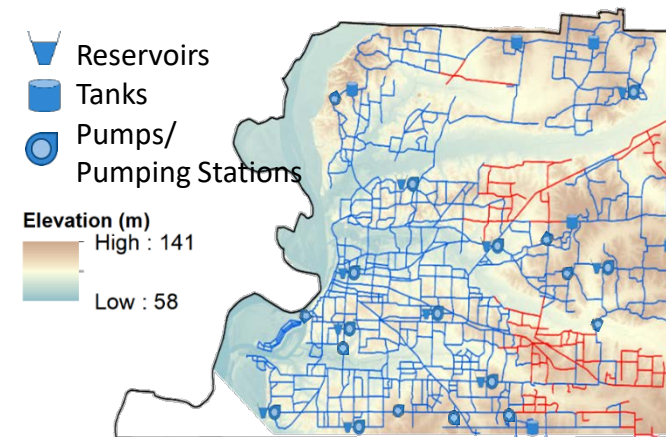 Reservoirs
Tanks
Pumps/
Pumping Stations
Elevation (m)
High : 141
Low : 58